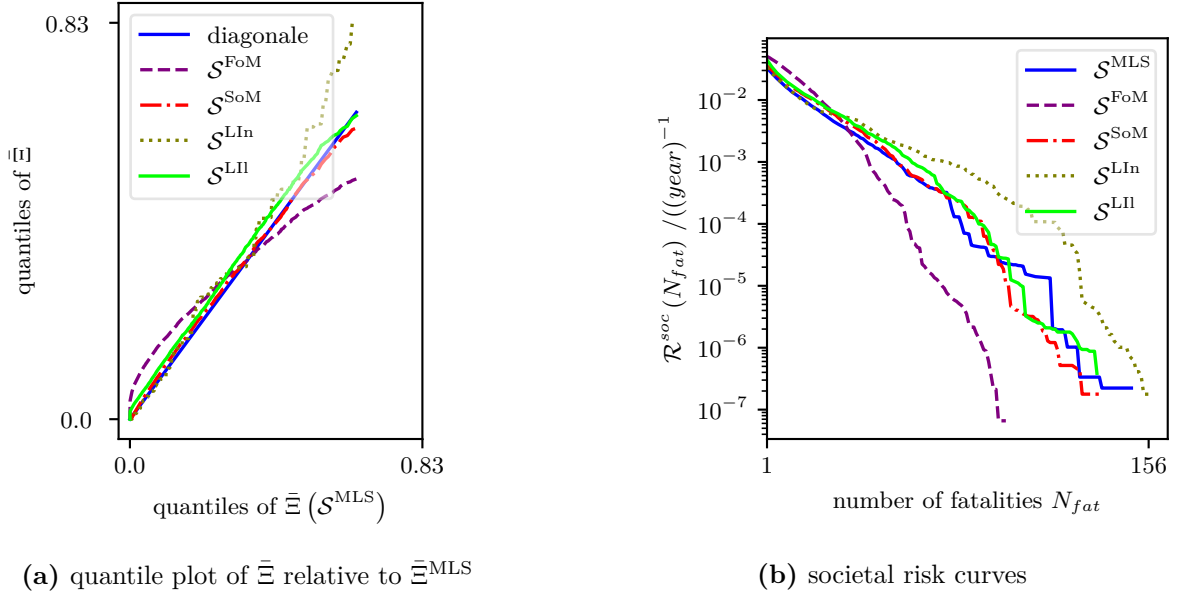 0.83
diagonale
𝒮^FoM
𝒮^SoM
𝒮^LIn
𝒮^LIl
quantiles of Ξ̄
0.0
0.0
0.83
quantiles of Ξ̄ (𝒮^MLS)
(a) quantile plot of Ξ̄ relative to Ξ̄^MLS
𝒮^MLS
𝒮^FoM
𝒮^SoM
𝒮^LIn
𝒮^LIl
10⁻²
10⁻³
10⁻⁴
10⁻⁵
10⁻⁶
10⁻⁷
ℛ^soc (N_fat) /((year)⁻¹
1
156
number of fatalities N_fat
(b) societal risk curves